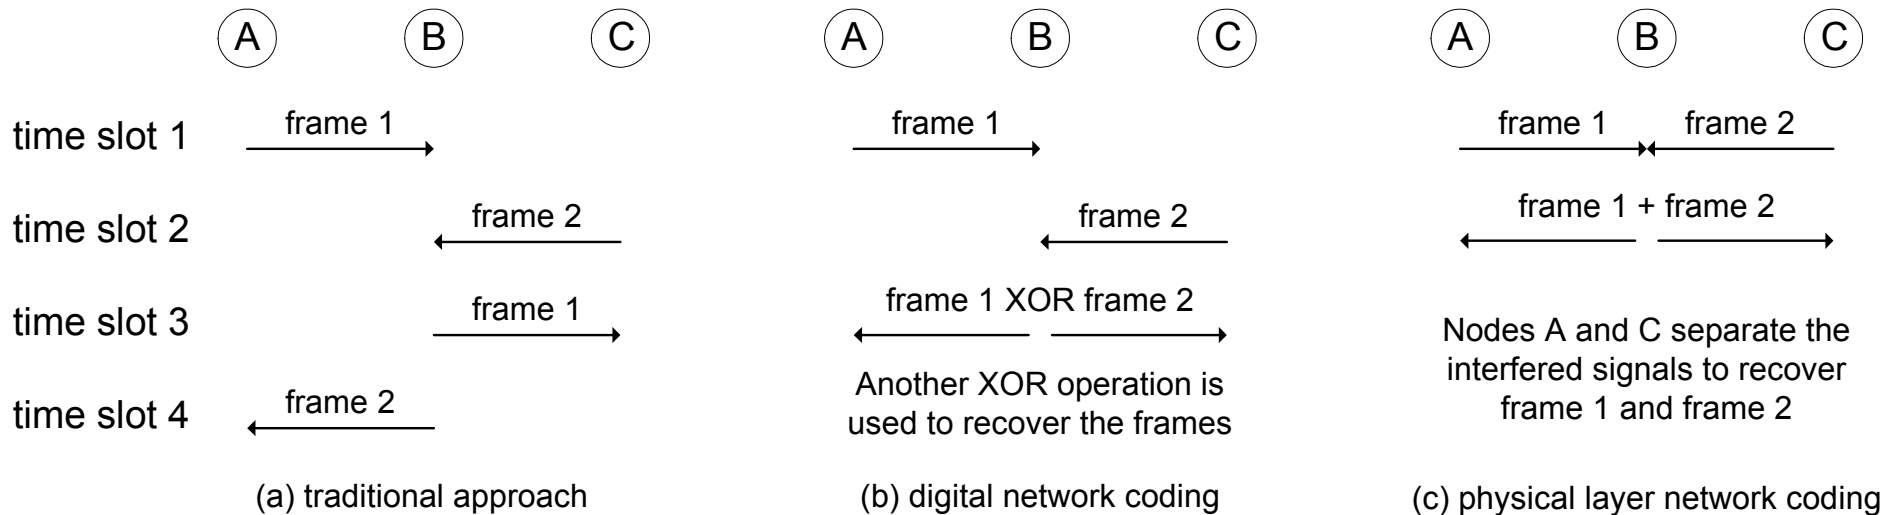 A B C A B C A B C
time slot 1 frame 1 frame 1 frame 1 frame 2
time slot 2 frame 2 frame 2 frame 1 + frame 2
time slot 3 frame 1 frame 1 XOR frame 2
time slot 4 frame 2
Another XOR operation is
used to recover the frames
Nodes A and C separate the
interfered signals to recover
frame 1 and frame 2
(a) traditional approach (b) digital network coding (c) physical layer network coding